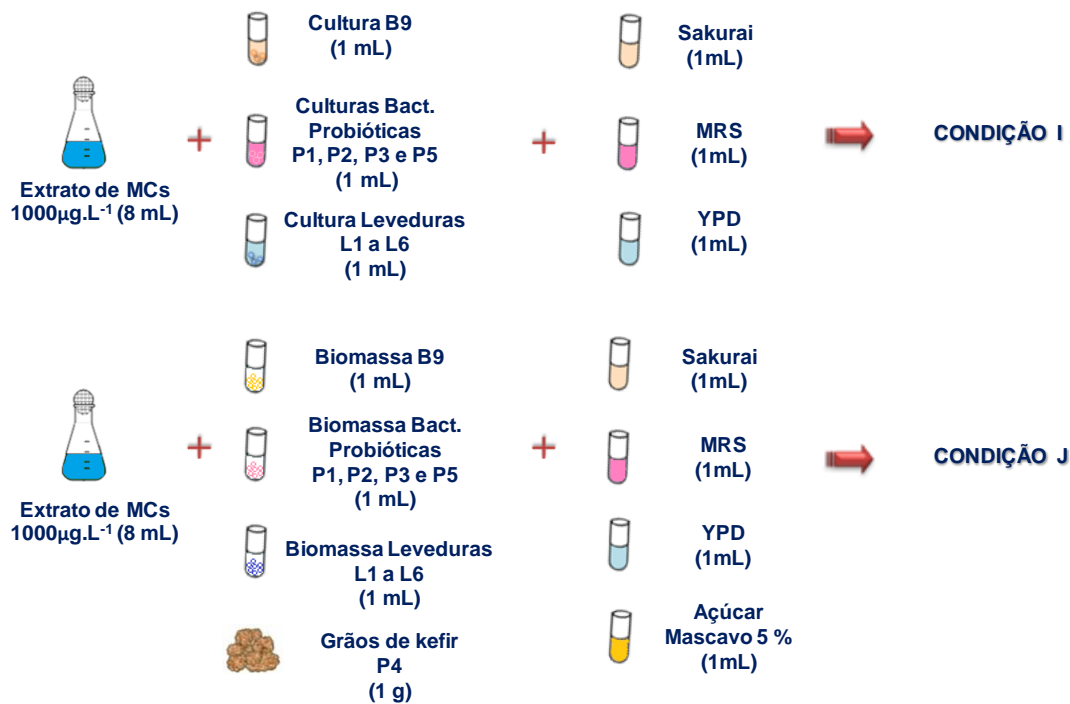 Cultura B9
(1 mL)
Sakurai
(1mL)
Culturas Bact.
Probióticas
P1, P2, P3 e P5
(1 mL)
MRS
(1mL)
CONDIÇÃO I
Extrato de MCs
1000µg.L⁻¹ (8 mL)
Cultura Leveduras
L1 a L6
(1 mL)
YPD
(1mL)
Biomassa B9
(1 mL)
Sakurai
(1mL)
Biomassa Bact.
Probióticas
P1, P2, P3 e P5
(1 mL)
MRS
(1mL)
CONDIÇÃO J
Extrato de MCs
1000µg.L⁻¹ (8 mL)
Biomassa Leveduras
L1 a L6
(1 mL)
YPD
(1mL)
Grãos de kefir
P4
(1 g)
Açúcar
Mascavo 5 %
(1mL)